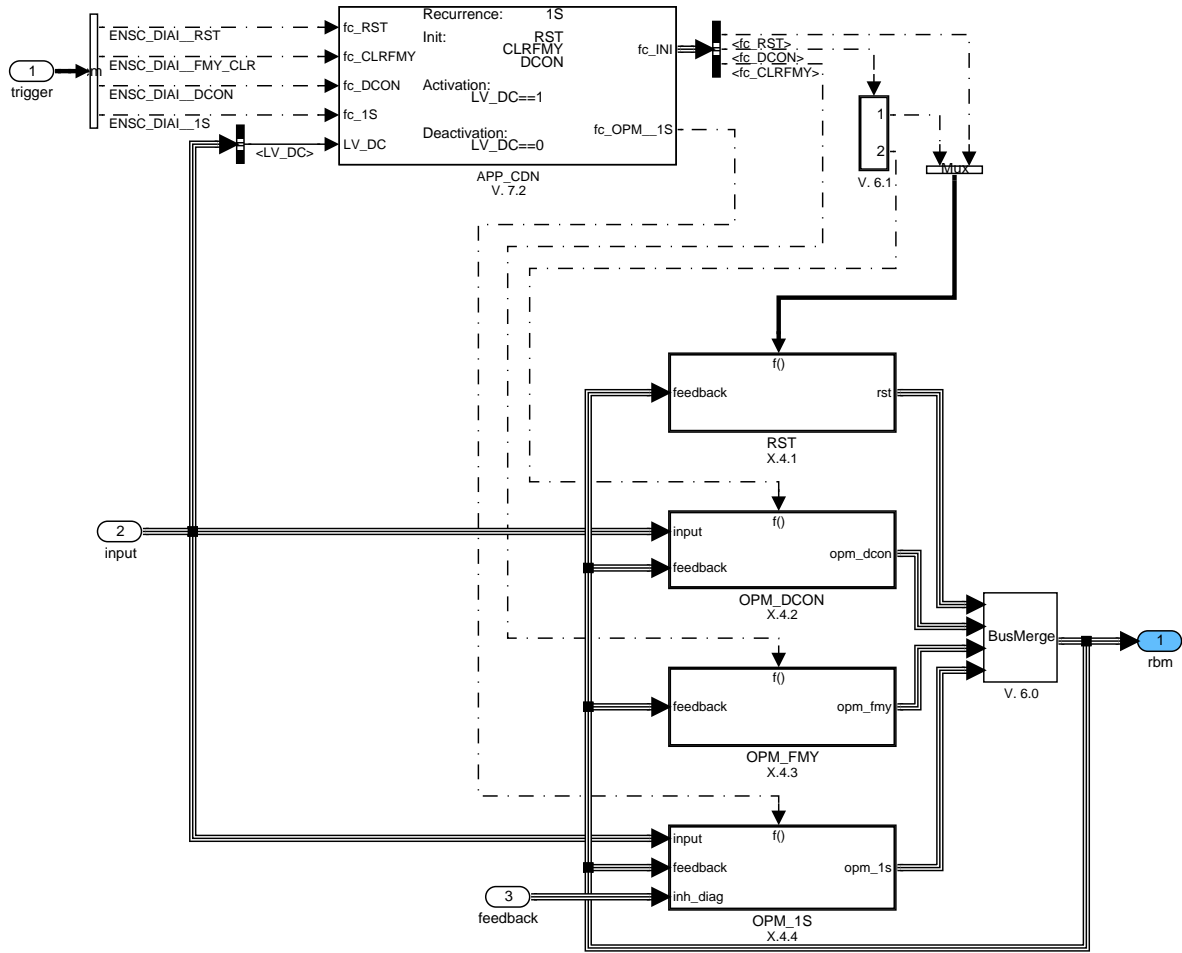 1
trigger
m
ENSC_DIAI__RST
ENSC_DIAI__FMY_CLR
ENSC_DIAI__DCON
ENSC_DIAI__1S
<LV_DC>
fc_RST
fc_CLRFMY
fc_DCON
fc_1S
LV_DC
Recurrence: 1S
Init: RST
CLRFMY
DCON
Activation:
LV_DC==1
Deactivation:
LV_DC==0
fc_INI
fc_OPM__1S
APP_CDN
V. 7.2
<fc_RST>
<fc_DCON>
<fc_CLRFMY>
1
2
V. 6.1
Mux
f()
feedback
rst
RST
X.4.1
2
input
f()
input
feedback
opm_dcon
OPM_DCON
X.4.2
f()
feedback
opm_fmy
OPM_FMY
X.4.3
BusMerge
V. 6.0
1
rbm
f()
input
feedback
inh_diag
opm_1s
OPM_1S
X.4.4
3
feedback